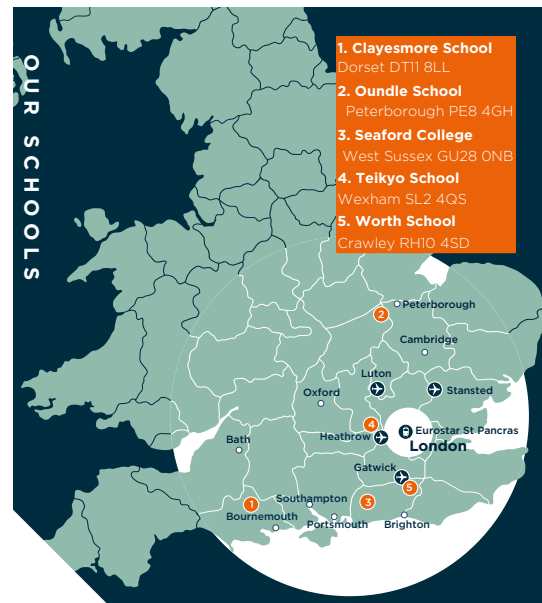 OUR SCHOOLS
1. Clayesmore School
Dorset DT11 8LL
2. Oundle School
Peterborough PE8 4GH
3. Seaford College
West Sussex GU28 0NB
4. Teikyo School
Wexham SL2 4QS
5. Worth School
Crawley RH10 4SD
Peterborough
2
Cambridge
Luton
Stansted
Oxford
4
Eurostar St Pancras
Heathrow
London
Bath
Gatwick
5
Southampton
3
1
Bournemouth
Portsmouth
Brighton